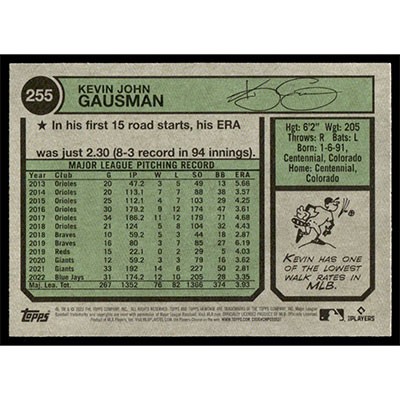 255
KEVIN JOHN
GAUSMAN
★ In his first 15 road starts, his ERA
was just 2.30 (8-3 record in 94 innings).
Hgt: 6'2" Wgt: 205
Throws: R Bats: L
Born: 1-6-91,
Centennial, Colorado
Home: Centennial,
Colorado
MAJOR LEAGUE PITCHING RECORD
YEAR CLUB G IP W L SO BB ERA
2013 Orioles 20 47.2 3 5 49 13 5.66
2014 Orioles 20 113.1 7 7 88 38 3.57
2015 Orioles 25 112.1 4 7 103 29 4.25
2016 Orioles 30 179.2 9 12 174 47 3.61
2017 Orioles 34 186.2 11 12 179 71 4.68
2018 Orioles 21 124 5 8 104 32 4.43
2018 Braves 10 59.2 5 3 44 18 2.87
2019 Braves 16 80 3 7 85 27 6.19
2019 Reds 15 22.1 0 2 29 5
2020 Giants 12 59.2 3 3 79 16 3.62
2021 Giants 33 192 14 6 227 50 2.81
2022 Blue Jays 31 12 10 205 28 3.35
Maj. Lea. Tot. 267 1352 76 82 1366 374 3.93
KEVIN HAS ONE
OF THE LOWEST
WALK RATES IN
MLB.
Topps
PLAYERS